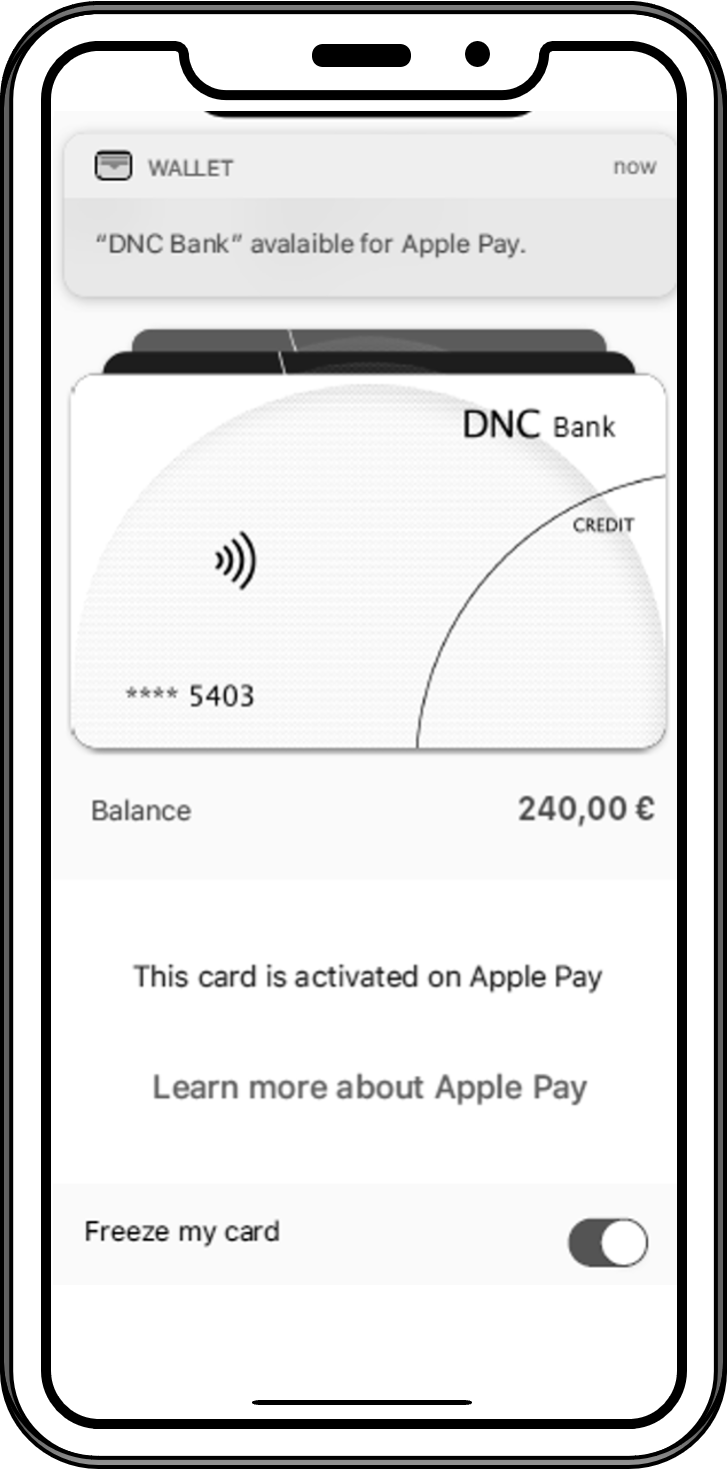 WALLET now
“DNC Bank” avalaible for Apple Pay.
DNC Bank
CREDIT
**** 5403
Balance 240,00 €
This card is activated on Apple Pay
Learn more about Apple Pay
Freeze my card